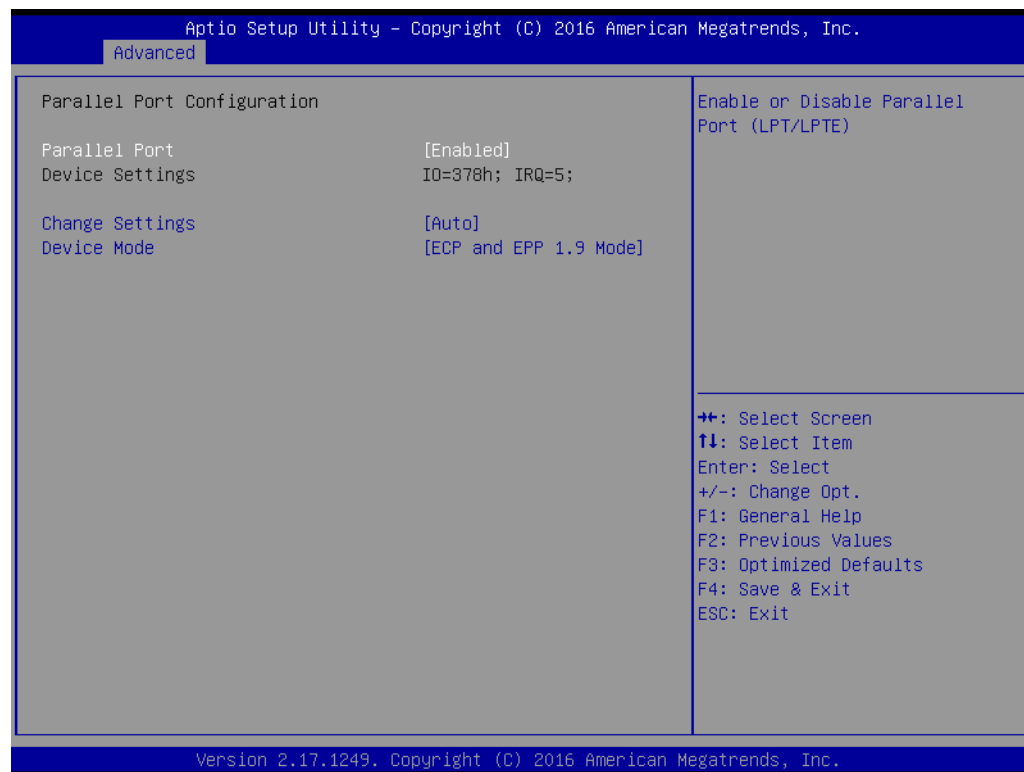 Aptio Setup Utility – Copyright (C) 2016 American Megatrends, Inc.
Advanced
Parallel Port Configuration
Parallel Port [Enabled]
Device Settings IO=378h; IRQ=5;
Change Settings [Auto]
Device Mode [ECP and EPP 1.9 Mode]
Enable or Disable Parallel
Port (LPT/LPTE)
→←: Select Screen
↑↓: Select Item
Enter: Select
+/-: Change Opt.
F1: General Help
F2: Previous Values
F3: Optimized Defaults
F4: Save & Exit
ESC: Exit
Version 2.17.1249. Copyright (C) 2016 American Megatrends, Inc.